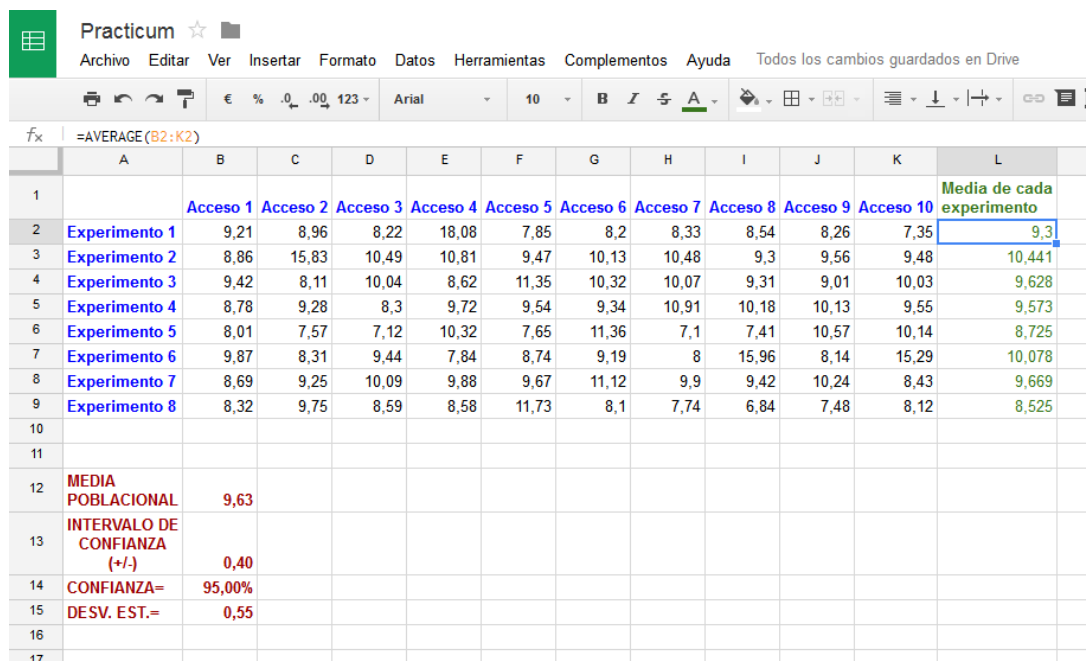 Practicum
Archivo Editar Ver Insertar Formato Datos Herramientas Complementos Ayuda Todos los cambios guardados en Drive
€ % .0 .00 123 Arial 10 B I S A
fx =AVERAGE(B2:K2)
A B C D E F G H I J K L
1 Acceso 1 Acceso 2 Acceso 3 Acceso 4 Acceso 5 Acceso 6 Acceso 7 Acceso 8 Acceso 9 Acceso 10 Media de cada experimento
2 Experimento 1 9,21 8,96 8,22 18,08 7,85 8,2 8,33 8,54 8,26 7,35 9,3
3 Experimento 2 8,86 15,83 10,49 10,81 9,47 10,13 10,48 9,3 9,56 9,48 10,441
4 Experimento 3 9,42 8,11 10,04 8,62 11,35 10,32 10,07 9,31 9,01 10,03 9,628
5 Experimento 4 8,78 9,28 8,3 9,72 9,54 9,34 10,91 10,18 10,13 9,55 9,573
6 Experimento 5 8,01 7,57 7,12 10,32 7,65 11,36 7,1 7,41 10,57 10,14 8,725
7 Experimento 6 9,87 8,31 9,44 7,84 8,74 9,19 8 15,96 8,14 15,29 10,078
8 Experimento 7 8,69 9,25 10,09 9,88 9,67 11,12 9,9 9,42 10,24 8,43 9,669
9 Experimento 8 8,32 9,75 8,59 8,58 11,73 8,1 7,74 6,84 7,48 8,12 8,525
10
11
12 MEDIA
POBLACIONAL 9,63
INTERVALO DE
13 CONFIANZA
(+/-) 0,40
14 CONFIANZA= 95,00%
15 DESV. EST.= 0,55
16
17